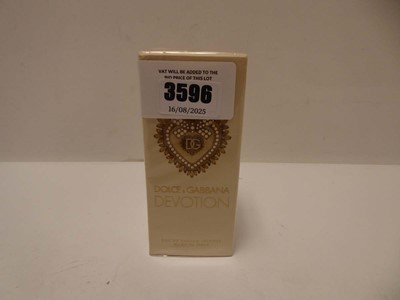 VAT WILL BE ADDED TO THE
PRICE OF THIS LOT
3596
16/08/2025
DG
DOLCE & GABBANA
DEVOTION